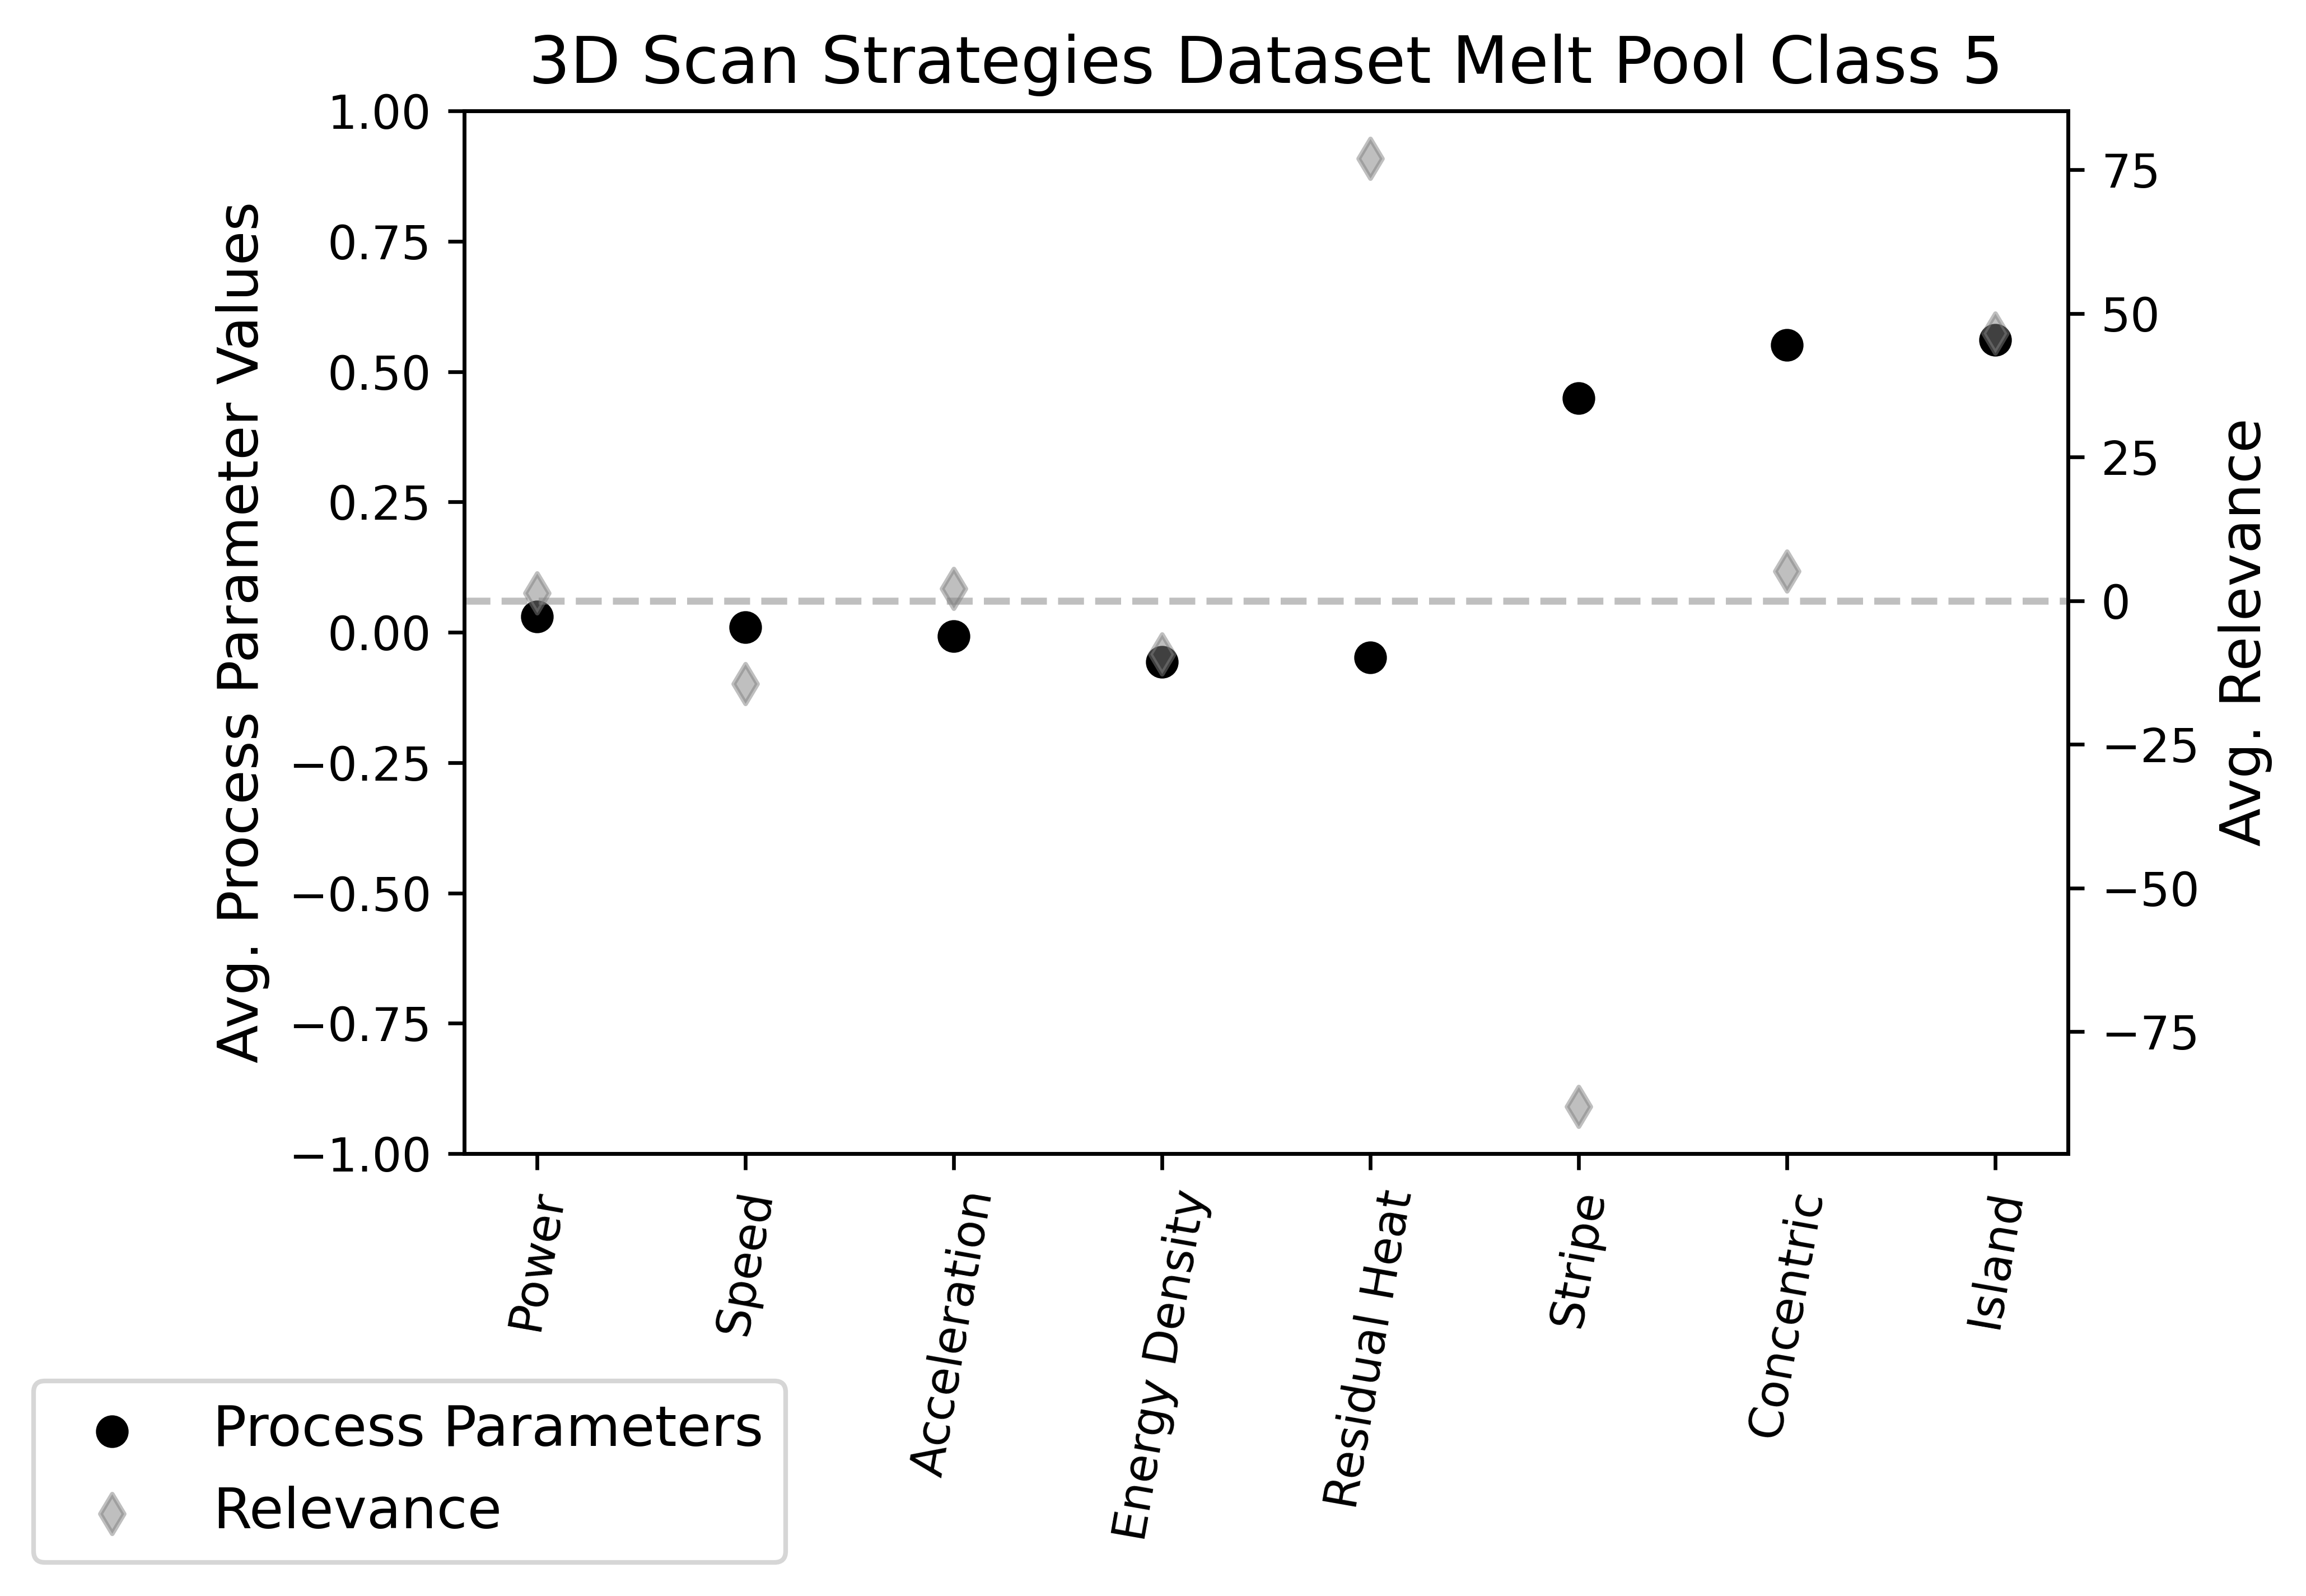 3D Scan Strategies Dataset Melt Pool Class 5
Avg. Process Parameter Values
1.00
0.75
0.50
0.25
0.00
−0.25
−0.50
−0.75
−1.00
75
50
25
0
−25
−50
−75
Avg. Relevance
Power
Speed
Acceleration
Energy Density
Residual Heat
Stripe
Concentric
Island
Process Parameters
Relevance